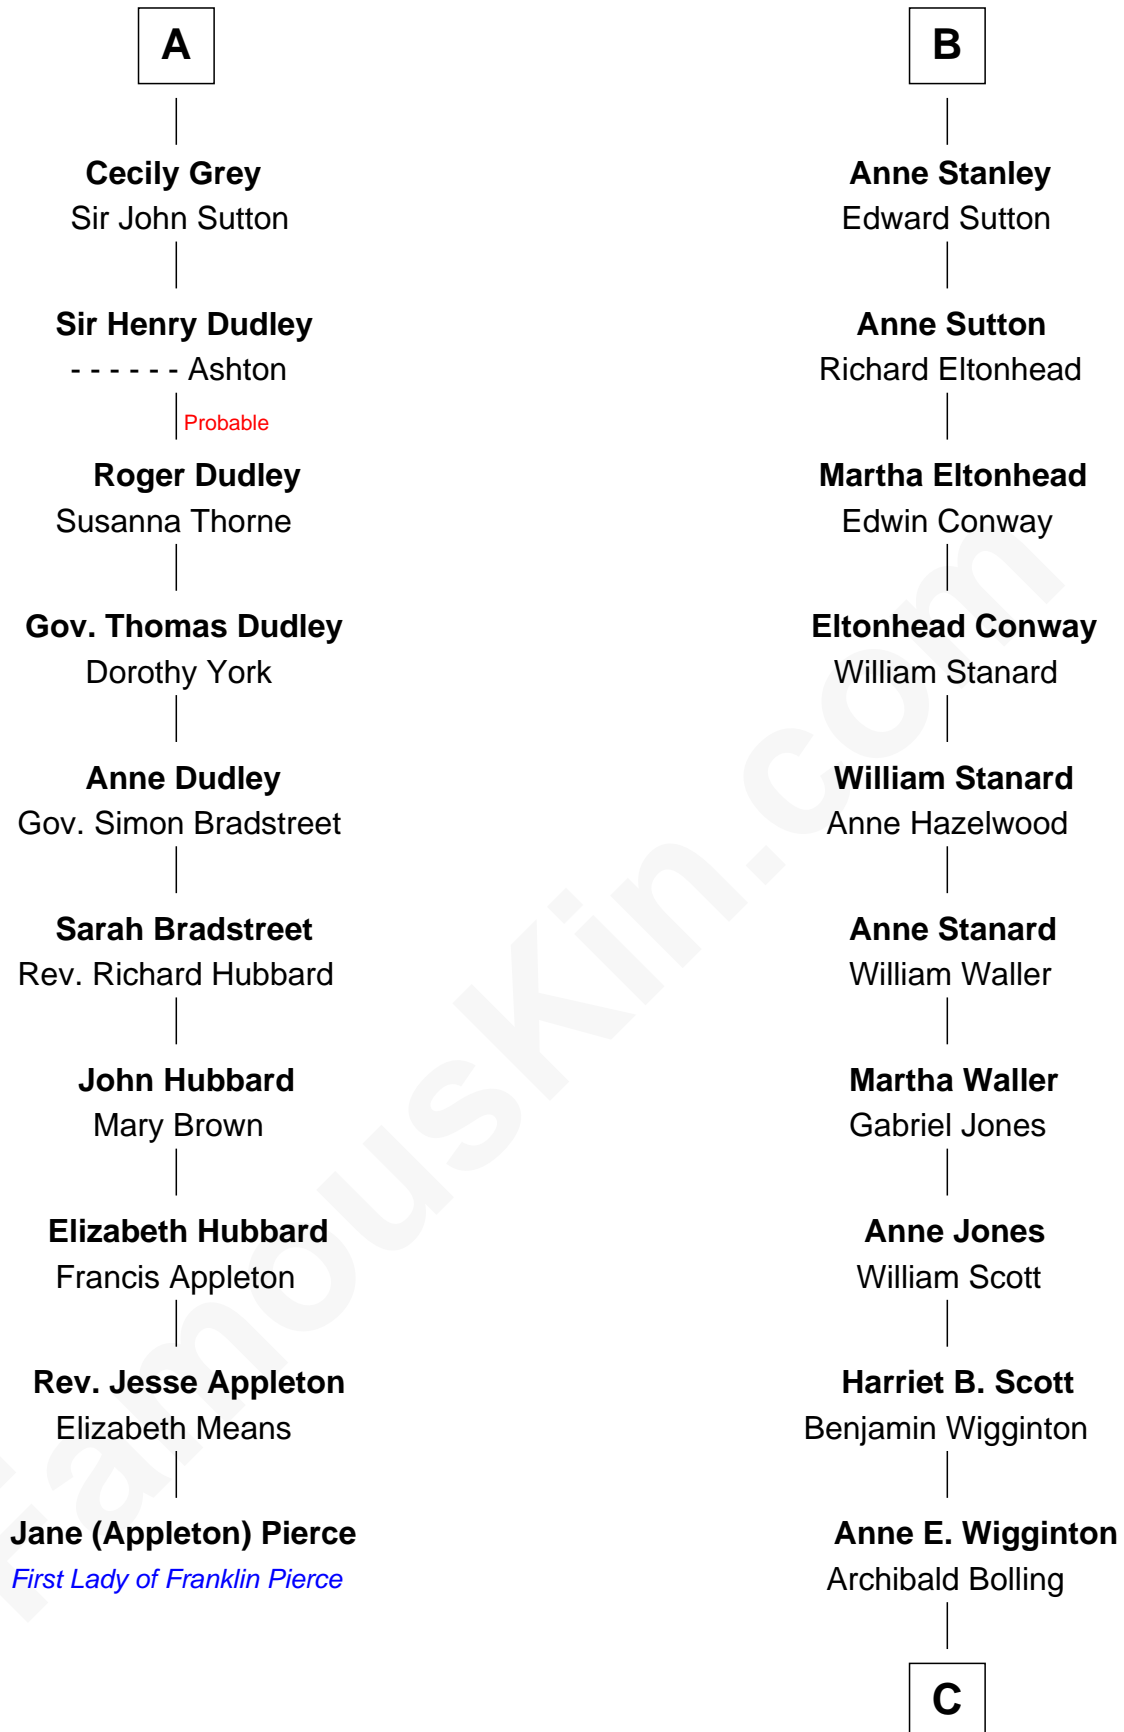 A
Cecily Grey
Sir John Sutton
Sir Henry Dudley
- - - - - - Ashton
Probable
Roger Dudley
Susanna Thorne
Gov. Thomas Dudley
Dorothy York
Anne Dudley
Gov. Simon Bradstreet
Sarah Bradstreet
Rev. Richard Hubbard
John Hubbard
Mary Brown
Elizabeth Hubbard
Francis Appleton
Rev. Jesse Appleton
Elizabeth Means
Jane (Appleton) Pierce
First Lady of Franklin Pierce
B
Anne Stanley
Edward Sutton
Anne Sutton
Richard Eltonhead
Martha Eltonhead
Edwin Conway
Eltonhead Conway
William Stanard
William Stanard
Anne Hazelwood
Anne Stanard
William Waller
Martha Waller
Gabriel Jones
Anne Jones
William Scott
Harriet B. Scott
Benjamin Wigginton
Anne E. Wigginton
Archibald Bolling
C
FamousKin.com